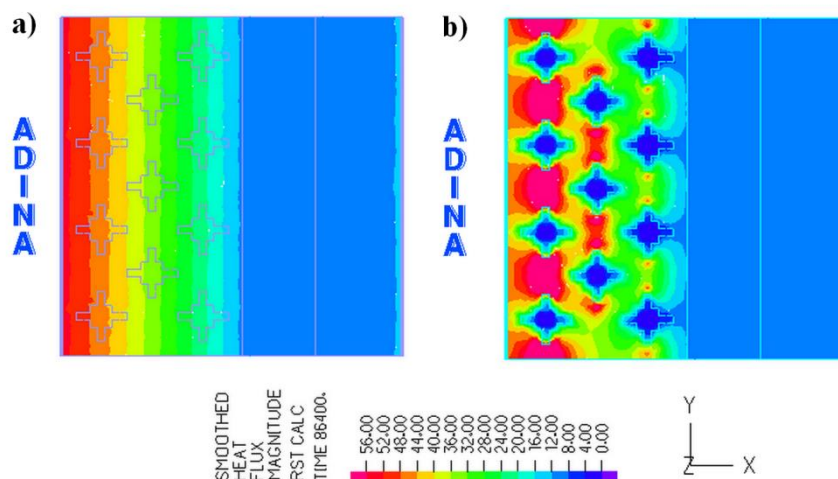 a)
b)
ADINA
ADINA
SMOOTHED
HEAT
FLUX
MAGNITUDE
RST CALC
TIME 86400.
56.00
52.00
48.00
44.00
40.00
36.00
32.00
28.00
24.00
20.00
16.00
12.00
8.00
4.00
0.00
Y
Z
X